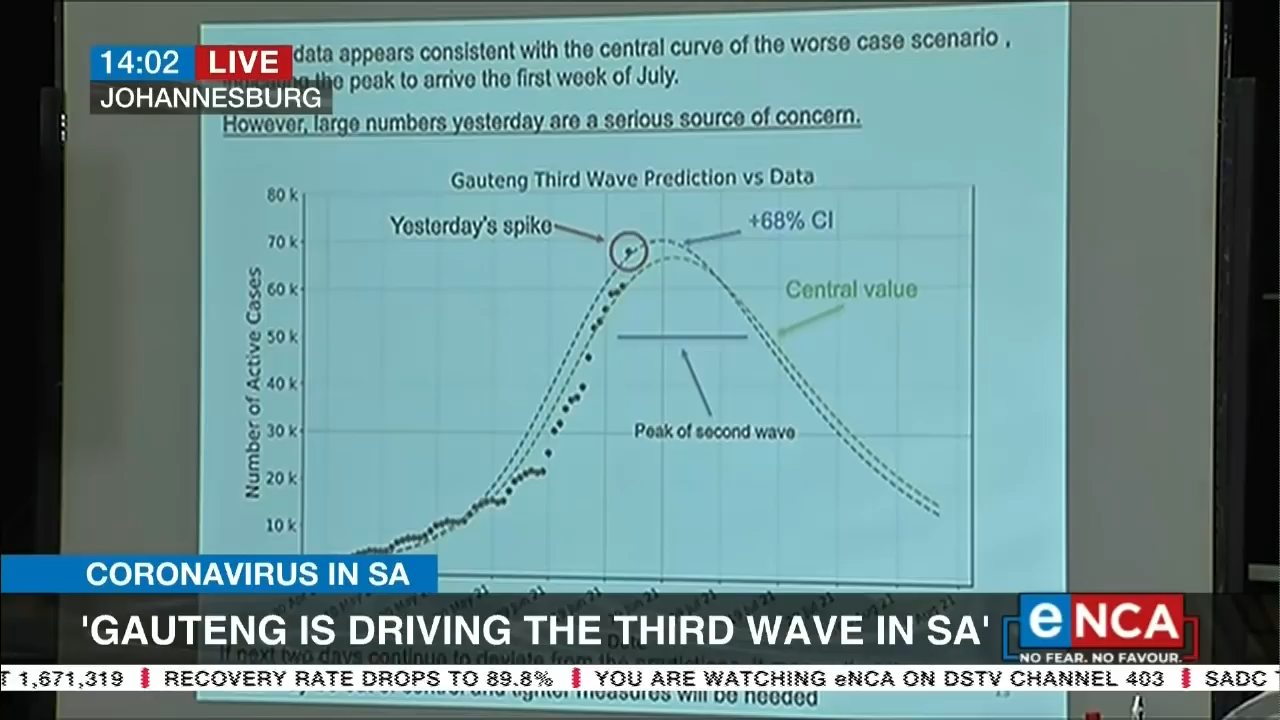 data appears consistent with the central curve of the worse case scenario ,
the peak to arrive the first week of July.
However, large numbers yesterday are a serious source of concern.
14:02 LIVE
JOHANNESBURG
Gauteng Third Wave Prediction vs Data
80 k
70 k
60 k
50 k
40 k
30 k
20 k
10 k
Number of Active Cases
Yesterday's spike
+68% CI
Central value
Peak of second wave
CORONAVIRUS IN SA
'GAUTENG IS DRIVING THE THIRD WAVE IN SA'
eNCA
NO FEAR. NO FAVOUR.
If next two days continue to deviate from the predictions, it
T 1,671,319 RECOVERY RATE DROPS TO 89.8% YOU ARE WATCHING eNCA ON DSTV CHANNEL 403 SADC T
and tighter measures will be needed